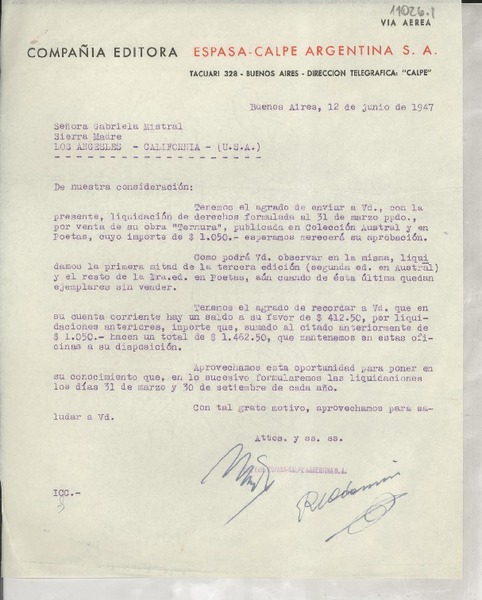 11026.1
VIA AEREA
COMPAÑIA EDITORA ESPASA-CALPE ARGENTINA S. A.
TACUARI 328 - BUENOS AIRES - DIRECCION TELEGRAFICA: "CALPE"
Buenos Aires, 12 de junio de 1947
Señora Gabriela Mistral
Sierra Madre
LOS ANGESLES - CALIFORNIA - (U.S.A.)
De nuestra consideración:
Tenemos el agrado de enviar a Vd., con la
presente, liquidación de derechos formulada al 31 de marzo ppdo.,
por venta de su obra "Ternura", publicada en Colección Austral y en
Poetas, cuyo importe de $ 1.050.- esperamos merecerá su aprobación.
Como podrá Vd. observar en la misma, liqui
damos la primera mitad de la tercera edición (segunda ed. en Austral)
y el resto de la 1ra.ed. en Poetas, aún cuando de ésta última quedan
ejemplares sin vender.
Tenemos el agrado de recordar a Vd. que en
su cuenta corriente hay un saldo a su favor de $ 412.50, por liqui-
daciones anteriores, importe que, sumado al citado anteriormente de
$ 1.050.- hacen un total de $ 1.462.50, que mantenemos en estas ofi-
cinas a su disposición.
Aprovechamos esta oportunidad para poner en
su conocimiento que, en lo sucesivo formularemos las liquidaciones
los días 31 de marzo y 30 de setiembre de cada año.
Con tal grato motivo, aprovechamos para sa-
ludar a Vd.
Attos. y ss. ss.
ESPASA-CALPE ARGENTINA S. A.
ICC.-